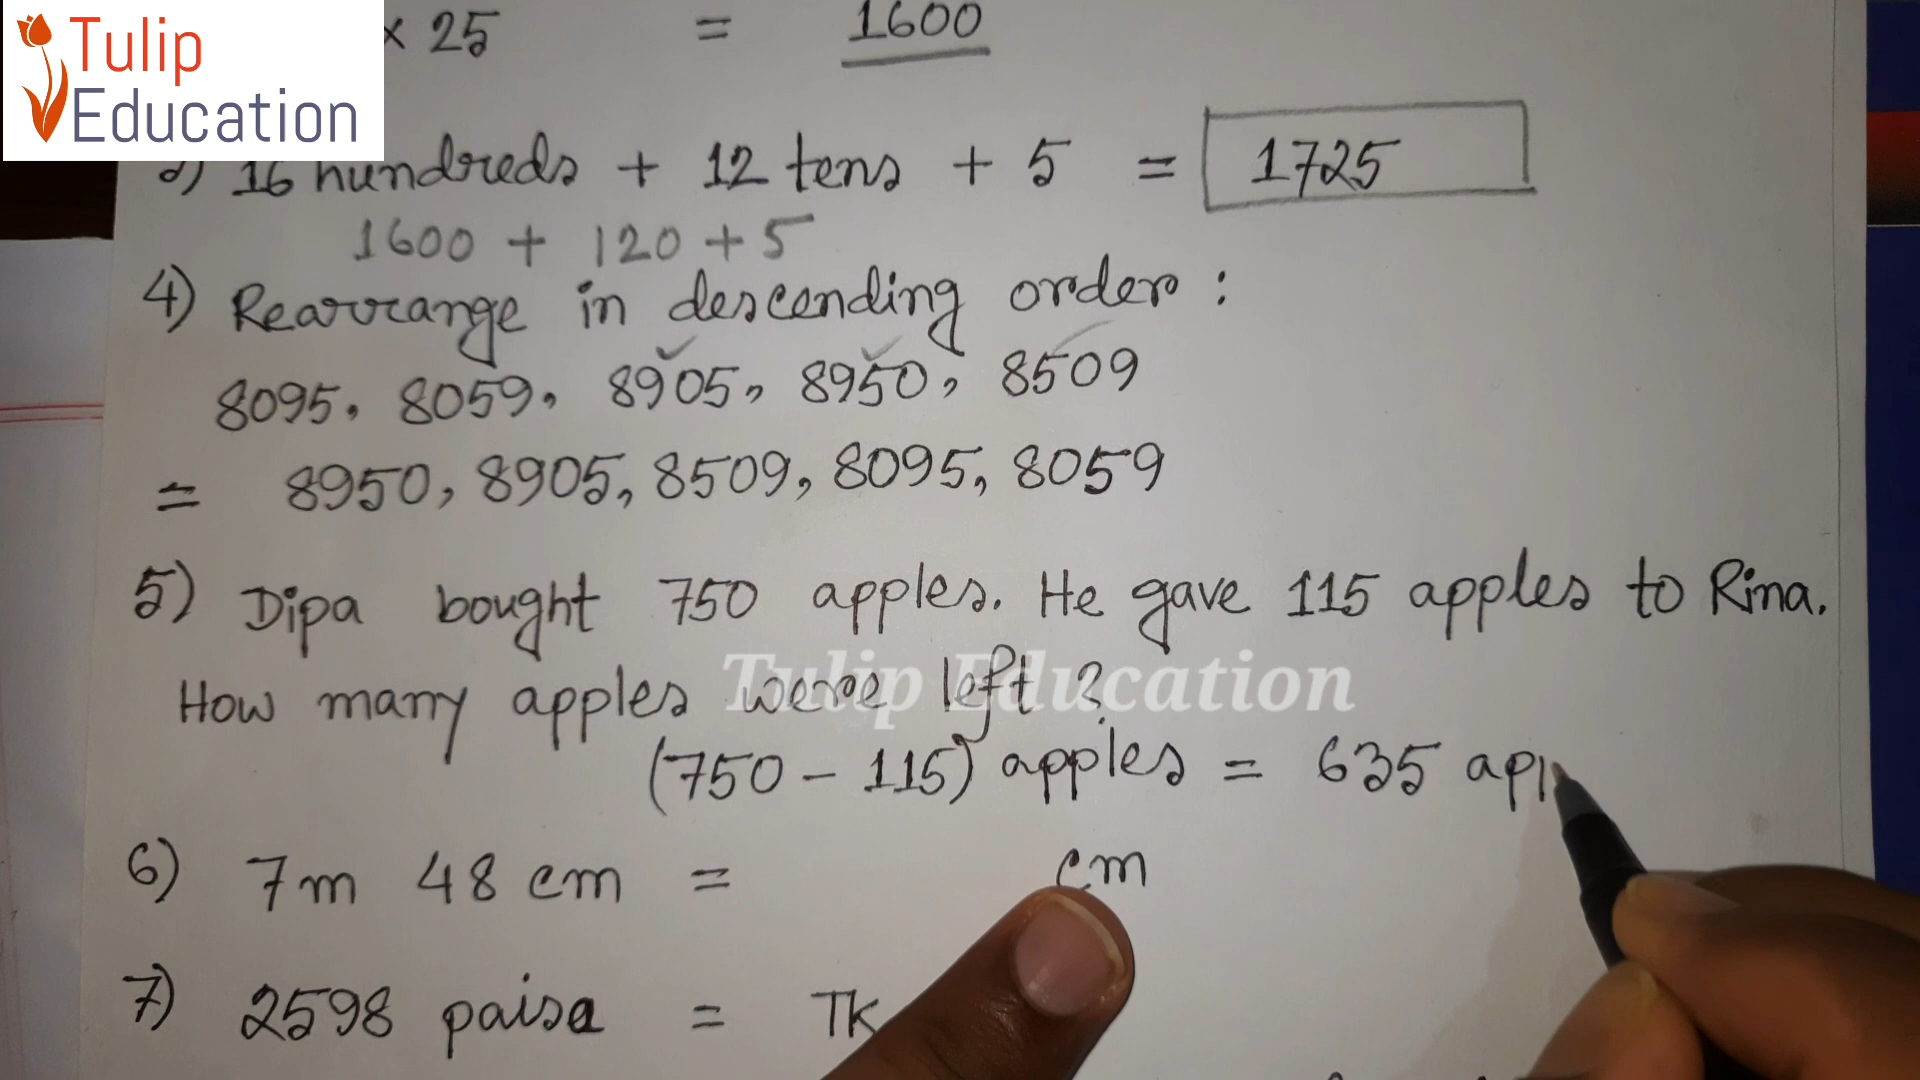 Tulip
Education
× 25 = 1600
3) 16 hundreds + 12 tens + 5 = 1725
1600 + 120 + 5
4) Rearrange in descending order :
8095, 8059, 8905, 8950, 8509
= 8950, 8905, 8509, 8095, 8059
5) Dipa bought 750 apples. He gave 115 apples to Rina.
How many apples were left ?
Tulip Education
(750 - 115) apples = 635 app
6) 7m 48 cm = cm
7) 2598 paisa = Tk